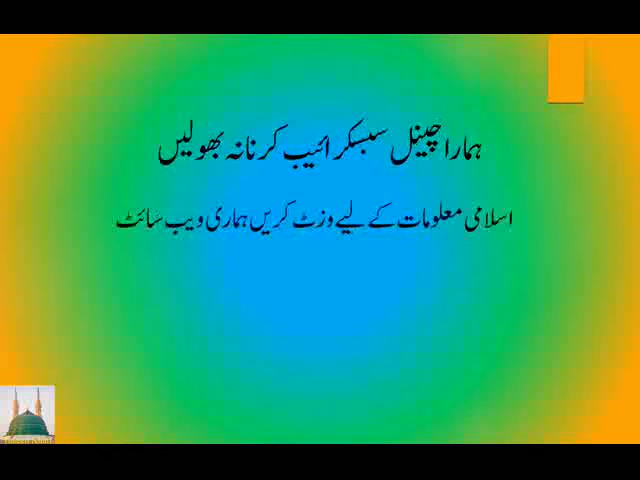 ہمارا چینل سبسکرائیب کرنا نہ بھولیں
اسلامی معلومات کے لیے وزٹ کریں ہماری ویب سائٹ